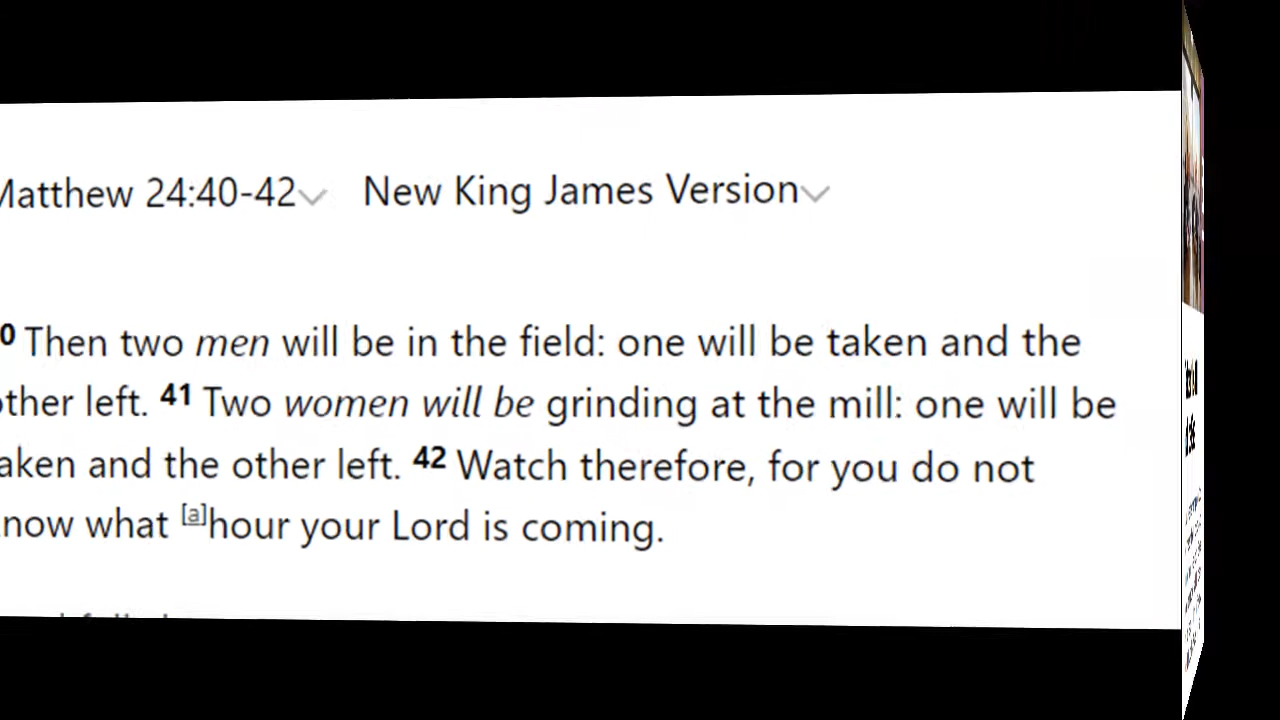 Matthew 24:40-42 New King James Version
0 Then two men will be in the field: one will be taken and the
other left. 41 Two women will be grinding at the mill: one will be
aken and the other left. 42 Watch therefore, for you do not
now what [a]hour your Lord is coming.